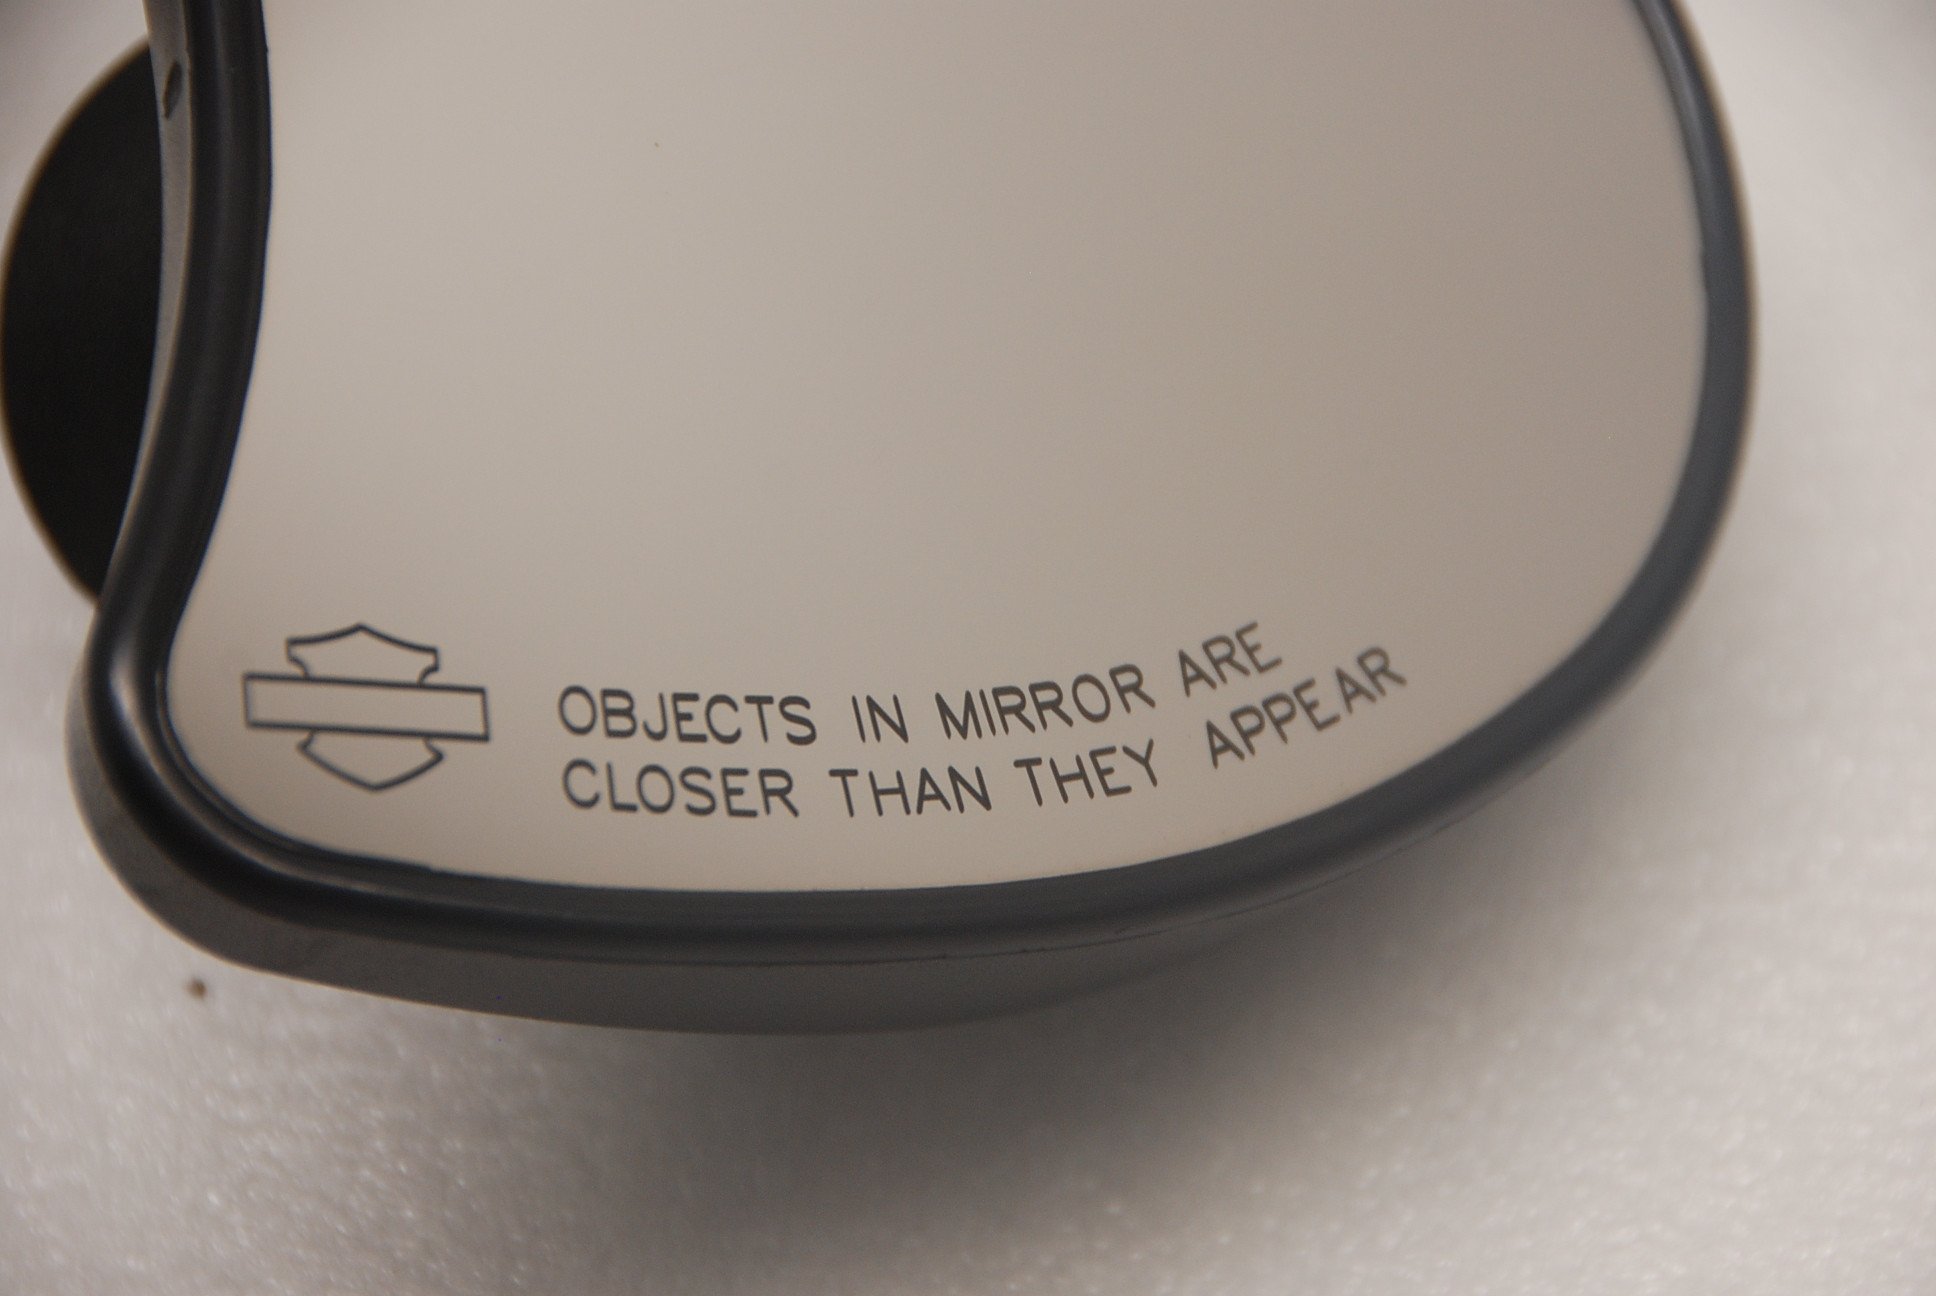 OBJECTS IN MIRROR ARE
CLOSER THAN THEY APPEAR